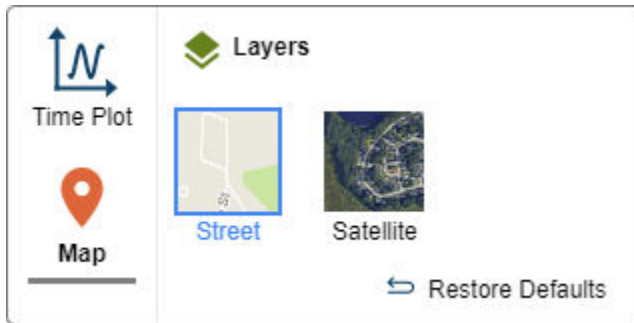 Layers
Time Plot
Street
Satellite
Map
Restore Defaults